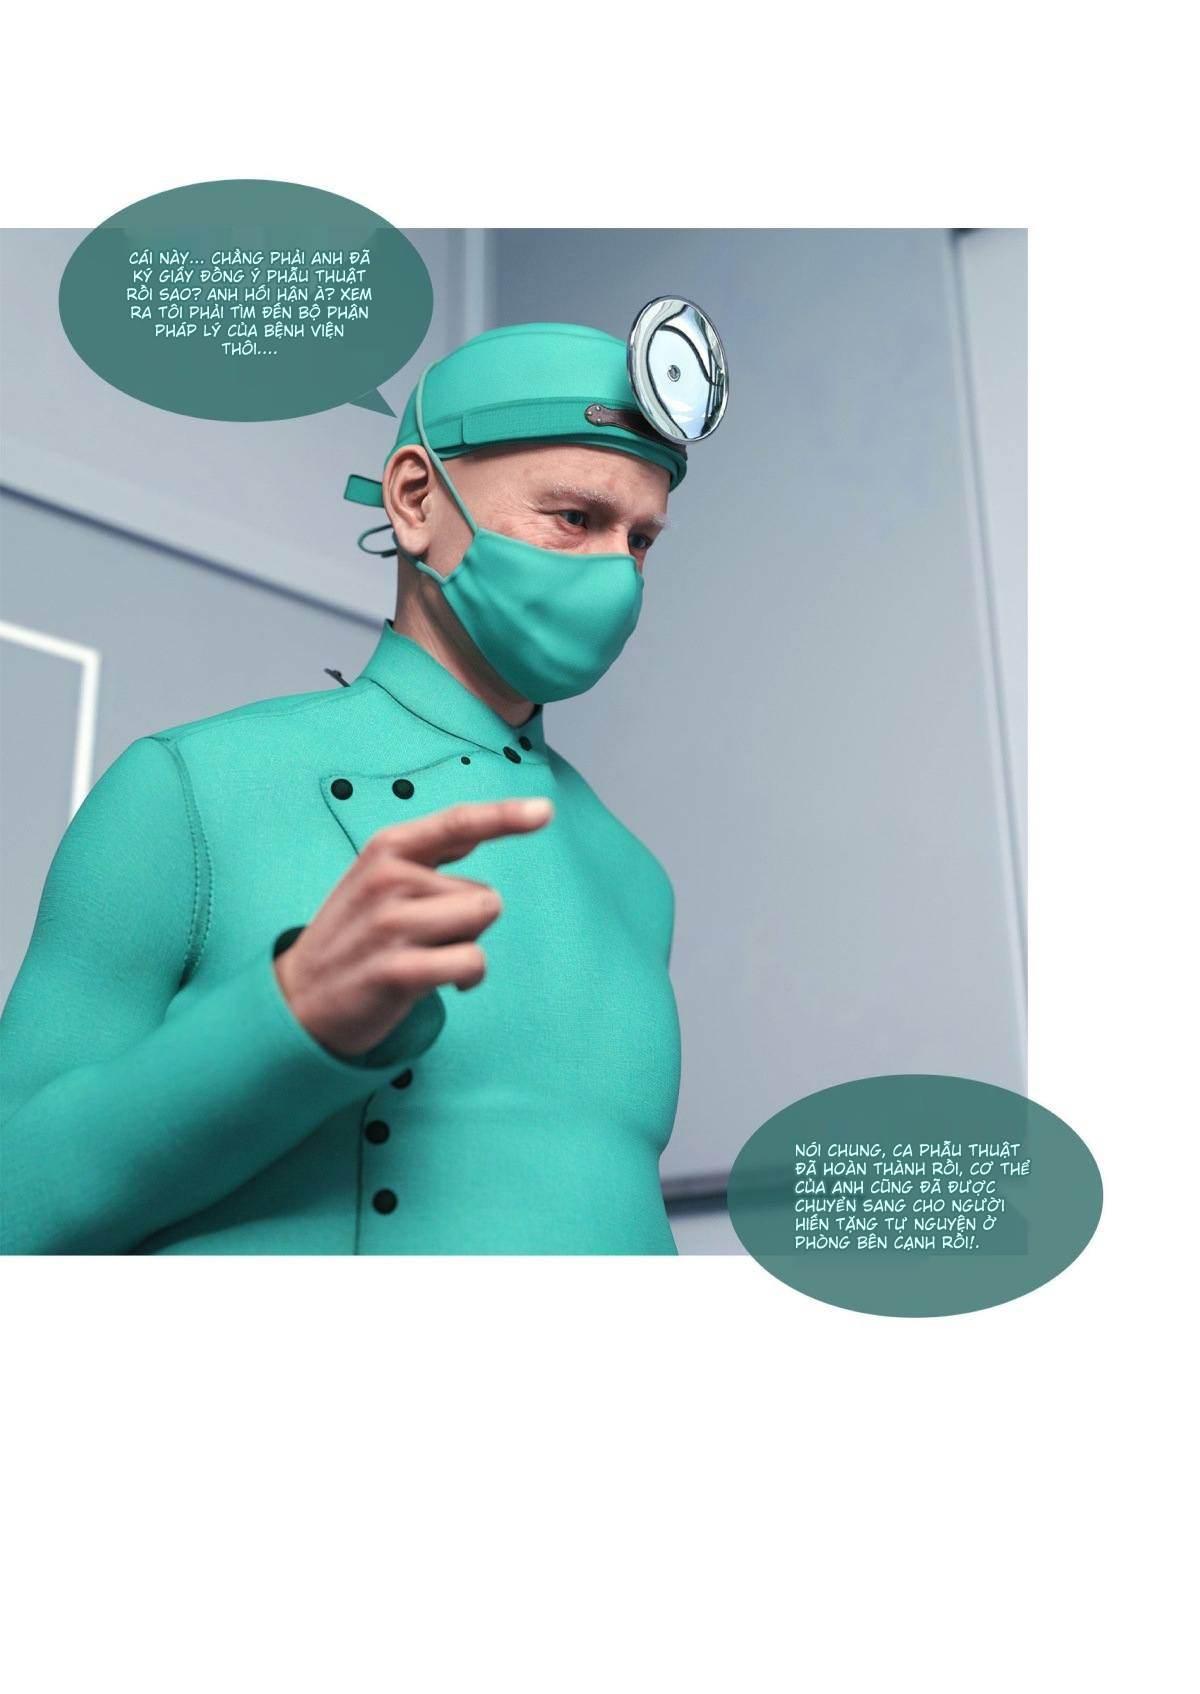 CÁI NÀY... CHẲNG PHẢI ANH ĐÃ
KÝ GIẤY ĐỒNG Ý PHẪU THUẬT
RỒI SAO? ANH HỐI HẬN À? XEM
RA TÔI PHẢI TÌM ĐẾN BỘ PHẬN
PHÁP LÝ CỦA BỆNH VIỆN
THÔI....
NÓI CHUNG, CA PHẪU THUẬT
ĐÃ HOÀN THÀNH RỒI, CƠ THỂ
CỦA ANH CŨNG ĐÃ ĐƯỢC
CHUYỂN SANG CHO NGƯỜI
HIẾN TẶNG TỰ NGUYỆN Ở
PHÒNG BÊN CẠNH RỒI!.